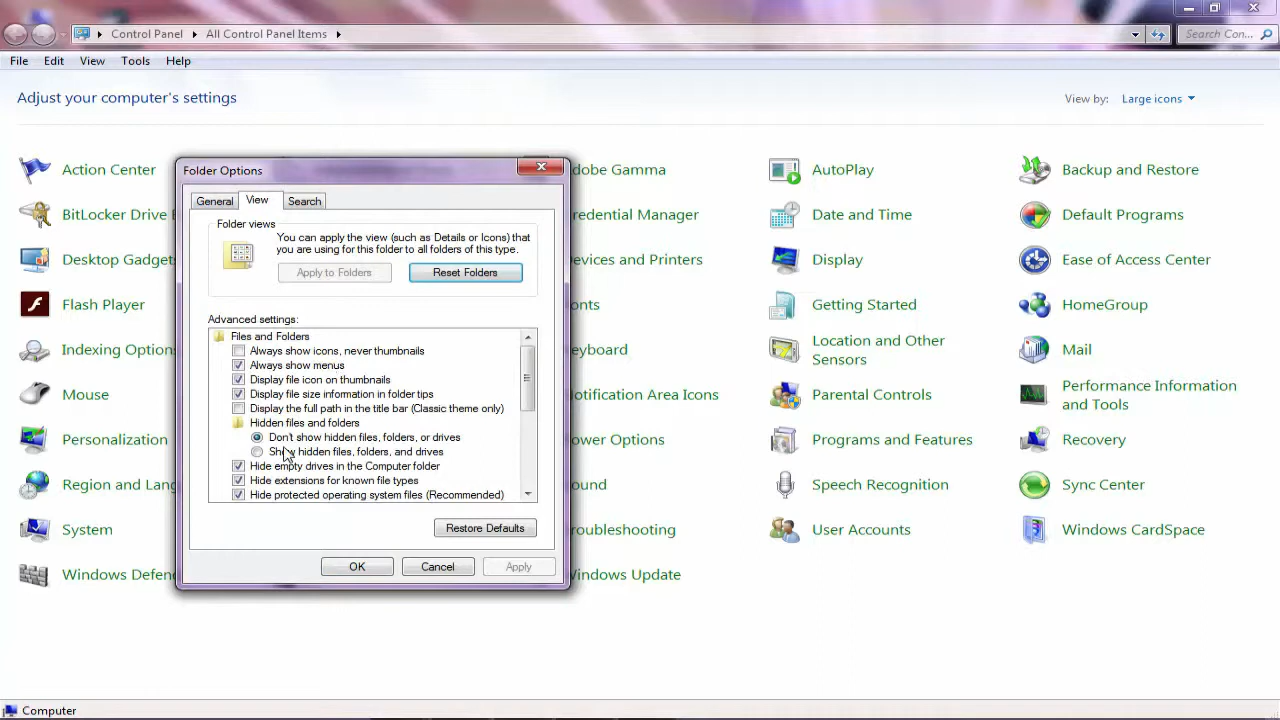 Control Panel
All Control Panel Items
Search Con...
File Edit View Tools Help
Adjust your computer's settings
View by: Large icons
Action Center
BitLocker Drive
Desktop Gadgets
Flash Player
Indexing Option
Mouse
Personalization
Region and Lan
System
Windows Defen
dobe Gamma
redential Manager
evices and Printers
onts
eyboard
Notification Area Icons
ower Options
ound
roubleshooting
Windows Update
AutoPlay
Date and Time
Display
Getting Started
Location and Other
Sensors
Parental Controls
Programs and Features
Speech Recognition
User Accounts
Backup and Restore
Default Programs
Ease of Access Center
HomeGroup
Mail
Performance Information
and Tools
Recovery
Sync Center
Windows CardSpace
Folder Options
General View Search
Folder views
You can apply the view (such as Details or Icons) that
you are using for this folder to all folders of this type.
Apply to Folders Reset Folders
Advanced settings:
Files and Folders
Always show icons, never thumbnails
Always show menus
Display file icon on thumbnails
Display file size information in folder tips
Display the full path in the title bar (Classic theme only)
Hidden files and folders
Don't show hidden files, folders, or drives
Show hidden files, folders, and drives
Hide empty drives in the Computer folder
Hide extensions for known file types
Hide protected operating system files (Recommended)
Restore Defaults
OK Cancel Apply
Computer